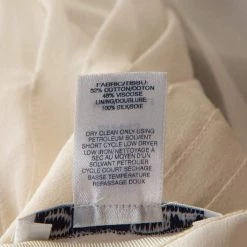 FABRIC/TISSU
52% COTTON/COTON
48% VISCOSE
LINING/DOUBLURE
100% SILK/SOIE
DRY CLEAN ONLY USING
PETROLEUM SOLVENT
SHORT CYCLE LOW DRYER
LOW IRON/ NETTOYAGE A
SEC AU MOYEN D'UN
SOLVANT PETROLIER
CYCLE COURT SÉCHAGE
BASSE TEMPERATURE
REPASSAGE DOUX